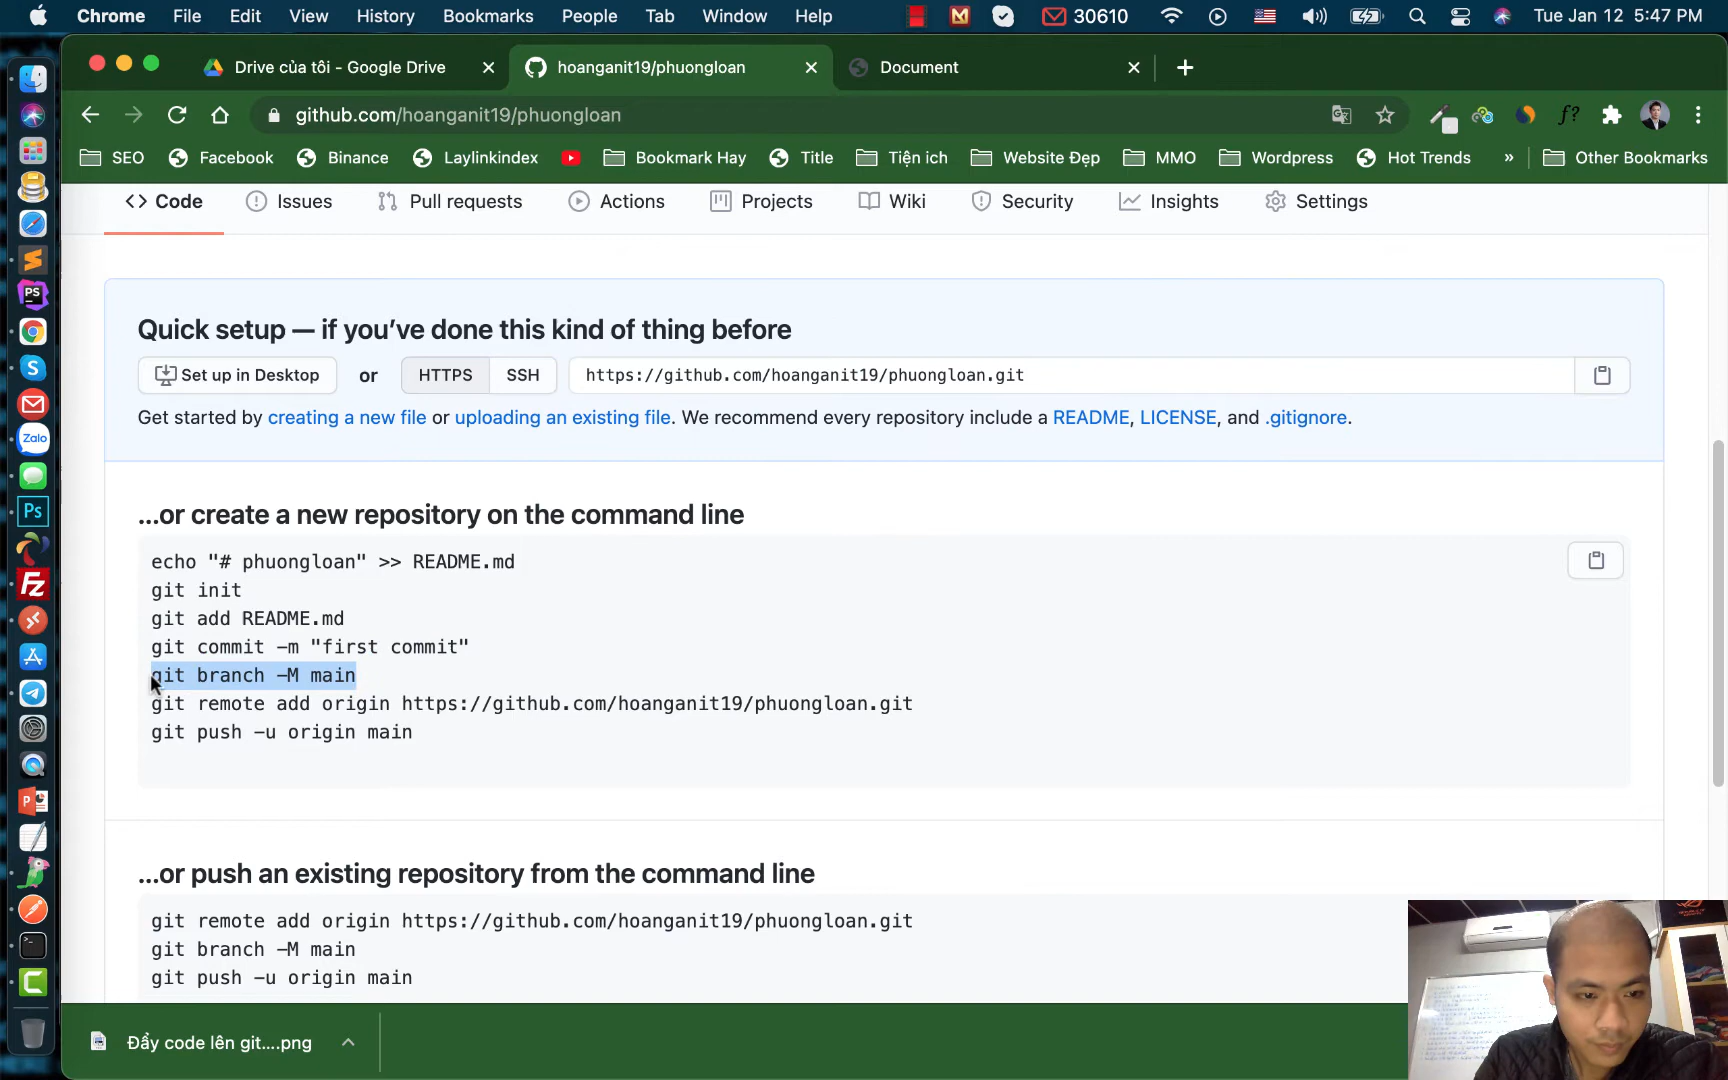 Chrome File Edit View History Bookmarks People Tab Window Help 30610 Tue Jan 12 5:47 PM
Drive của tôi - Google Drive hoanganit19/phuongloan Document
github.com/hoanganit19/phuongloan f?
SEO Facebook Binance Laylinkindex Bookmark Hay Title Tiện ich Website Đẹp MMO Wordpress Hot Trends » Other Bookmarks
Code Issues Pull requests Actions Projects Wiki Security Insights Settings
Quick setup — if you’ve done this kind of thing before
Set up in Desktop or HTTPS SSH https://github.com/hoanganit19/phuongloan.git
Get started by creating a new file or uploading an existing file. We recommend every repository include a README, LICENSE, and .gitignore.
…or create a new repository on the command line
echo "# phuongloan" >> README.md
git init
git add README.md
git commit -m "first commit"
git branch -M main
git remote add origin https://github.com/hoanganit19/phuongloan.git
git push -u origin main
…or push an existing repository from the command line
git remote add origin https://github.com/hoanganit19/phuongloan.git
git branch -M main
git push -u origin main
Đẩy code lên git....png
PS
S
Zalo
Ps
Fz
P
C